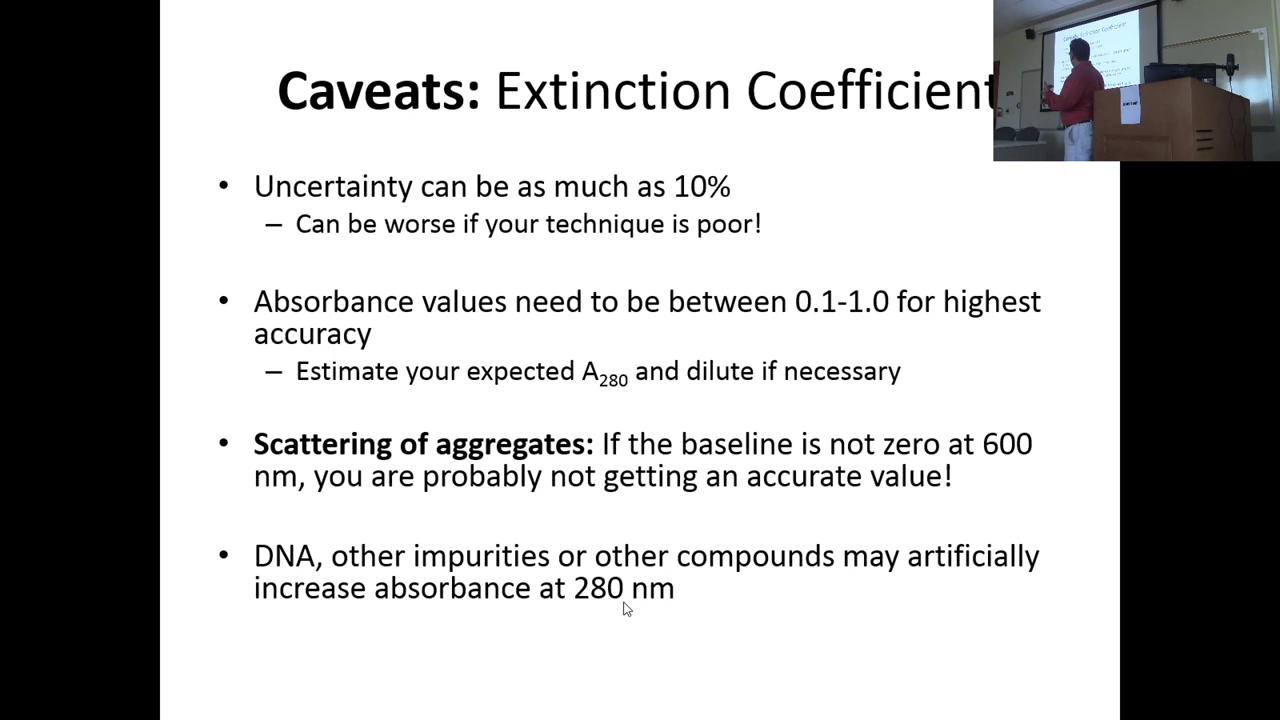 Caveats: Extinction Coefficient
• Uncertainty can be as much as 10%
– Can be worse if your technique is poor!
• Absorbance values need to be between 0.1-1.0 for highest
accuracy
– Estimate your expected A280 and dilute if necessary
• Scattering of aggregates: If the baseline is not zero at 600
nm, you are probably not getting an accurate value!
• DNA, other impurities or other compounds may artificially
increase absorbance at 280 nm